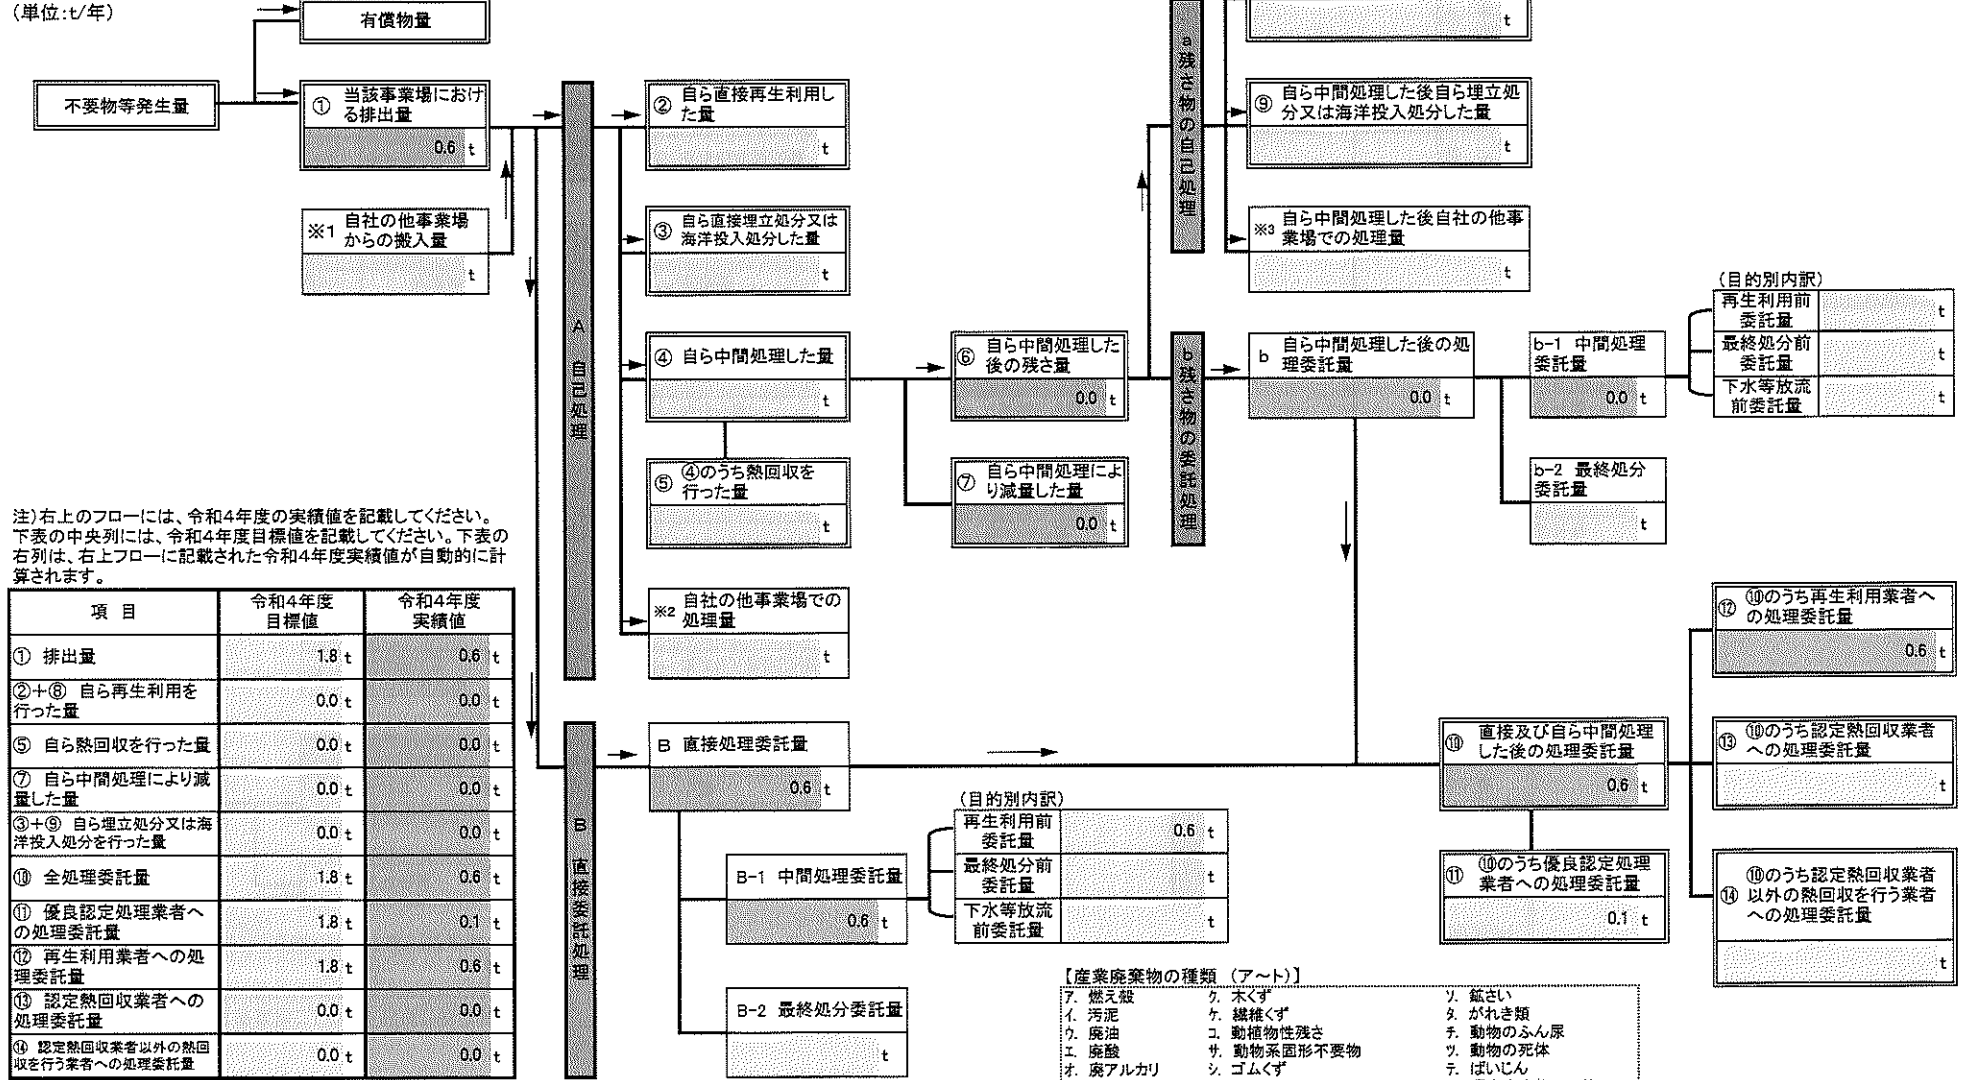 (単位:t/年)
有償物量
不要物等発生量
① 当該事業場におけ
る排出量
0.6 t
※1 自社の他事業場
からの搬入量
t
A 自己処理
② 自ら直接再生利用し
た量
t
③ 自ら直接埋立処分又は
海洋投入処分した量
t
④ 自ら中間処理した量
t
⑤ ④のうち熱回収を
行った量
t
※2 自社の他事業場での
処理量
t
⑥ 自ら中間処理した
後の残さ量
0.0 t
⑦ 自ら中間処理によ
り減量した量
0.0 t
a残さ物の自己処理
t
⑨ 自ら中間処理した後自ら埋立処
分又は海洋投入処分した量
t
※3 自ら中間処理した後自社の他事
業場での処理量
t
b残さ物の委託処理
b 自ら中間処理した後の処
理委託量
0.0 t
b-1 中間処理
委託量
0.0 t
(目的別内訳)
再生利用前
委託量 t
最終処分前
委託量 t
下水等放流
前委託量 t
b-2 最終処分
委託量
t
注)右上のフローには、令和4年度の実績値を記載してください。
下表の中央列には、令和4年度目標値を記載してください。下表の
右列は、右上フローに記載された令和4年度実績値が自動的に計
算されます。
項 目 令和4年度 目標値 令和4年度 実績値
① 排出量 1.8 t 0.6 t
②+⑧ 自ら再生利用を
行った量 0.0 t 0.0 t
⑤ 自ら熱回収を行った量 0.0 t 0.0 t
⑦ 自ら中間処理により減
量した量 0.0 t 0.0 t
③+⑨ 自ら埋立処分又は海
洋投入処分を行った量 0.0 t 0.0 t
⑩ 全処理委託量 1.8 t 0.6 t
⑪ 優良認定処理業者へ
の処理委託量 1.8 t 0.1 t
⑫ 再生利用業者への処
理委託量 1.8 t 0.6 t
⑬ 認定熱回収業者への
処理委託量 0.0 t 0.0 t
⑭ 認定熱回収業者以外の熱回
収を行う業者への処理委託量 0.0 t 0.0 t
B 直接委託処理
B 直接処理委託量
0.6 t
B-1 中間処理委託量
0.6 t
(目的別内訳)
再生利用前
委託量 0.6 t
最終処分前
委託量 t
下水等放流
前委託量 t
B-2 最終処分委託量
t
⑩ 直接及び自ら中間処理
した後の処理委託量
0.6 t
⑪ ⑩のうち優良認定処理
業者への処理委託量
0.1 t
⑫ ⑩のうち再生利用業者へ
の処理委託量
0.6 t
⑬ ⑩のうち認定熱回収業者
への処理委託量
t
⑭ ⑩のうち認定熱回収業者
以外の熱回収を行う業者
への処理委託量
t
【産業廃棄物の種類 (ア~ト)】
ア. 燃え殻 ク. 木くず ソ. 鉱さい
イ. 汚泥 ケ. 繊維くず タ. がれき類
ウ. 廃油 コ. 動植物性残さ チ. 動物のふん尿
エ. 廃酸 サ. 動物系固形不要物 ツ. 動物の死体
オ. 廃アルカリ シ. ゴムくず テ. ばいじん